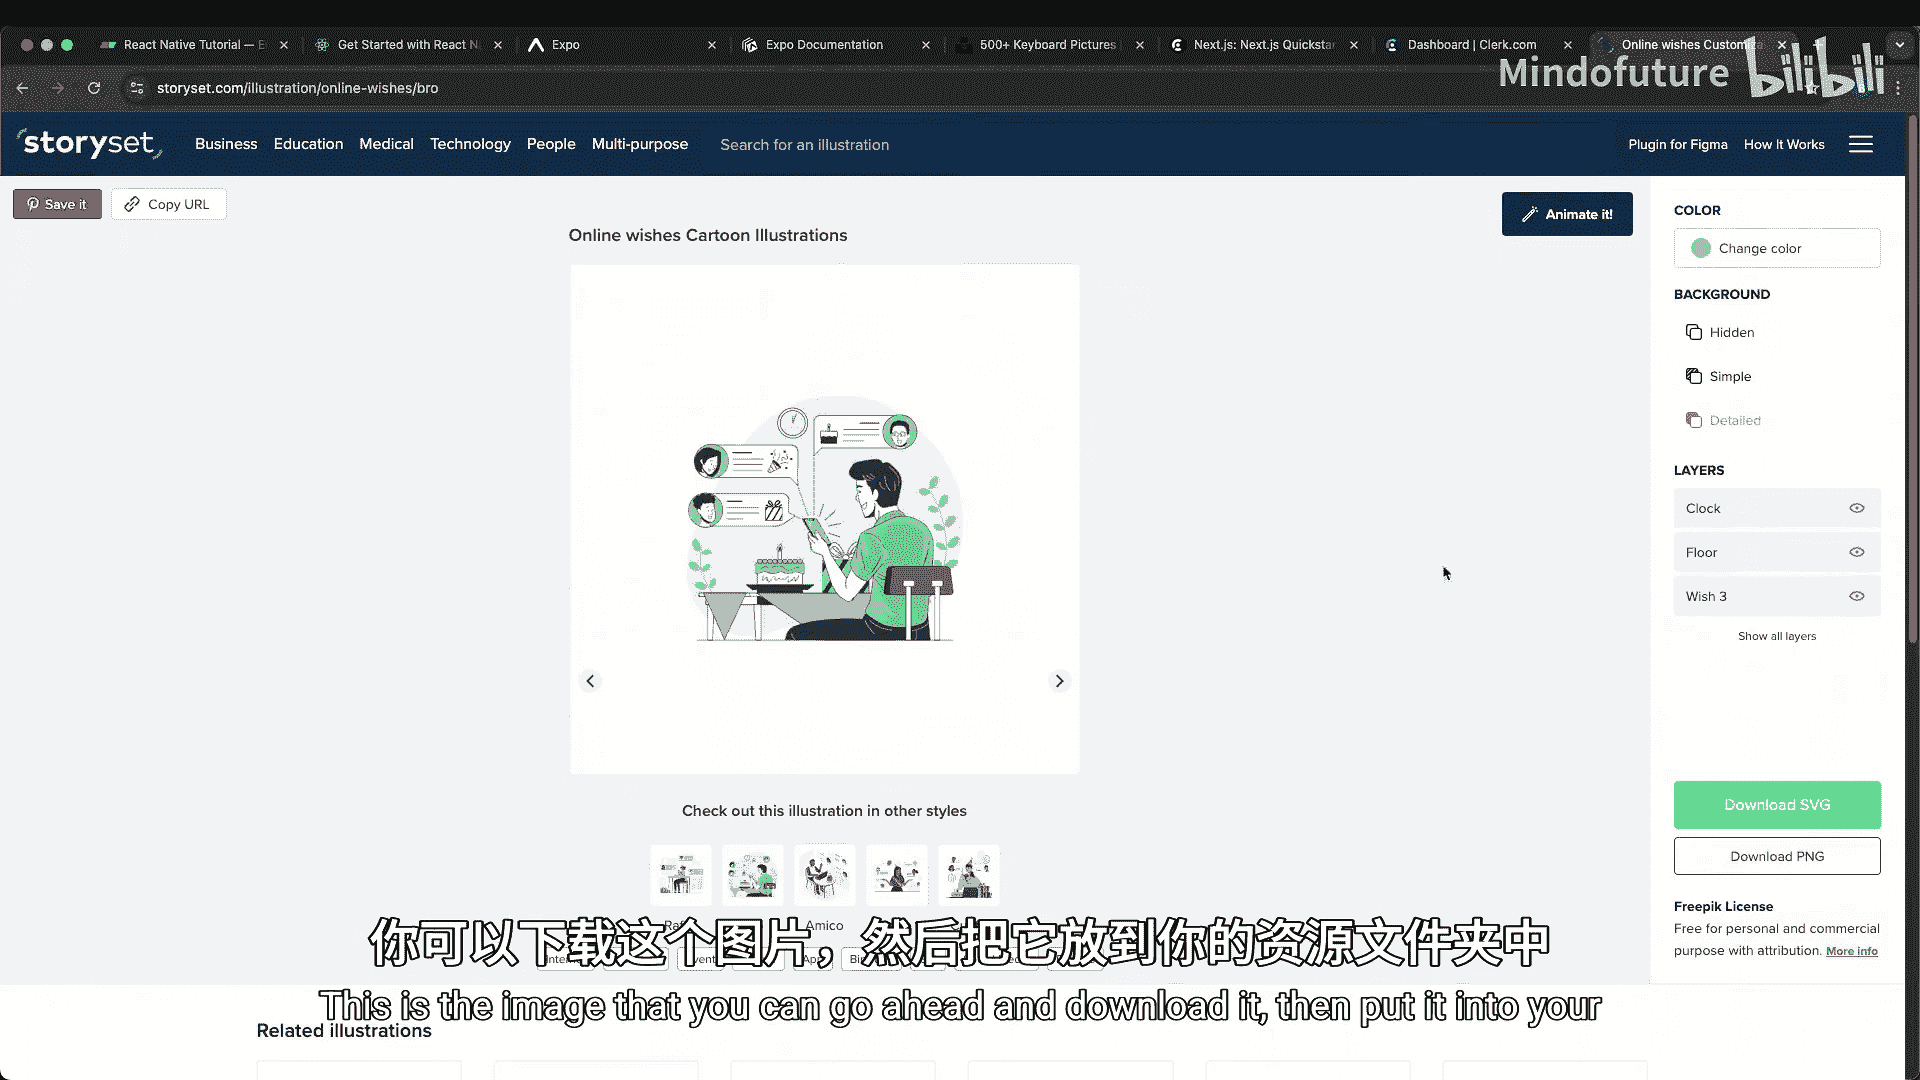 React Native Tutorial — E
Get Started with React N
Expo
Expo Documentation
500+ Keyboard Pictures
Next.js: Next.js Quickstar
Dashboard | Clerk.com
Online wishes Customiza
Mindofuture bilibili
storyset.com/illustration/online-wishes/bro
storyset
Business
Education
Medical
Technology
People
Multi-purpose
Search for an illustration
Plugin for Figma
How It Works
Save it
Copy URL
Animate it!
Online wishes Cartoon Illustrations
COLOR
Change color
BACKGROUND
Hidden
Simple
Detailed
LAYERS
Clock
Floor
Wish 3
Show all layers
Check out this illustration in other styles
Amico
Download SVG
Download PNG
Freepik License
Free for personal and commercial
purpose with attribution. More info
你可以下载这个图片，然后把它放到你的资源文件夹中
This is the image that you can go ahead and download it, then put it into your
Related illustrations